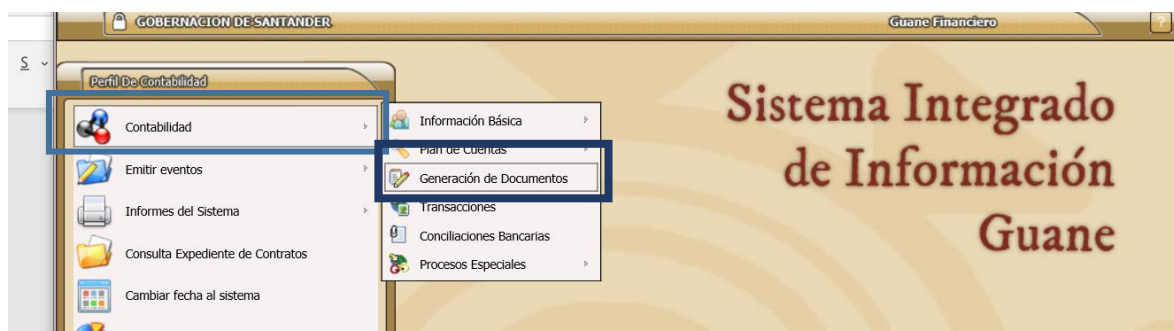 GOBERNACION DE SANTANDER
Guane Financiero
?
S
Perfil De Contabilidad
Contabilidad
Emitir eventos
Informes del Sistema
Consulta Expediente de Contratos
Cambiar fecha al sistema
Información Básica
Plan de Cuentas
Generación de Documentos
Transacciones
Conciliaciones Bancarias
Procesos Especiales
Sistema Integrado
de Información
Guane